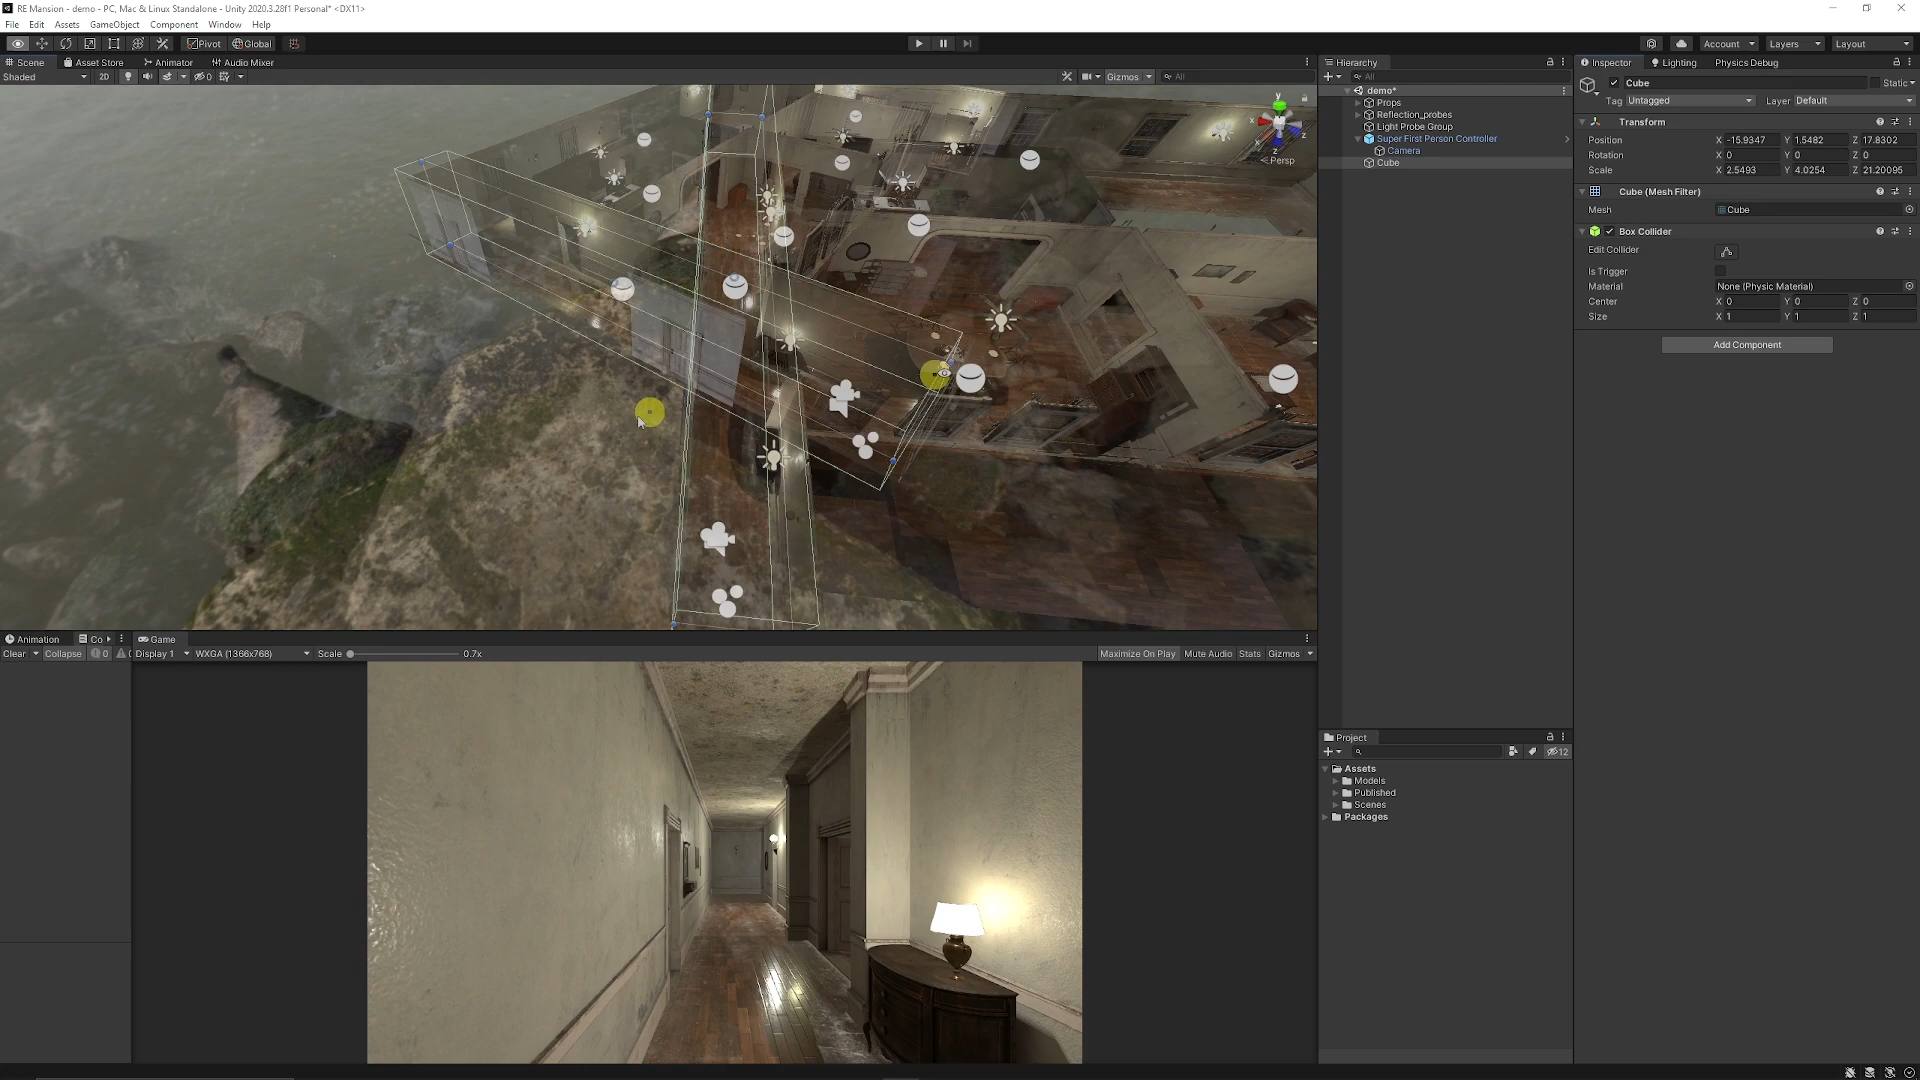 RE Mansion - demo - PC, Mac & Linux Standalone - Unity 2020.3.28f1 Personal* <DX11>
File Edit Assets GameObject Component Window Help
Pivot Global Account Layers Layout
Scene Asset Store Animator Audio Mixer
Shaded 2D 0 Gizmos All
y x z x z
< Persp
Hierarchy
All
demo*
Props
Reflection_probes
Light Probe Group
Super First Person Controller
Camera
Cube
Inspector Lighting Physics Debug
Cube Static
Tag Untagged Layer Default
Transform
Position X -15.9347 Y 1.5482 Z 17.8302
Rotation X 0 Y 0 Z 0
Scale X 2.5493 Y 4.0254 Z 21.20095
Cube (Mesh Filter)
Mesh Cube
Box Collider
Edit Collider
Is Trigger
Material None (Physic Material)
Center X 0 Y 0 Z 0
Size X 1 Y 1 Z 1
Add Component
Animation Co Game
Clear Collapse 0 Display 1 WXGA (1366x768) Scale 0.7x Maximize On Play Mute Audio Stats Gizmos
Project
12
Assets
Models
Published
Scenes
Packages